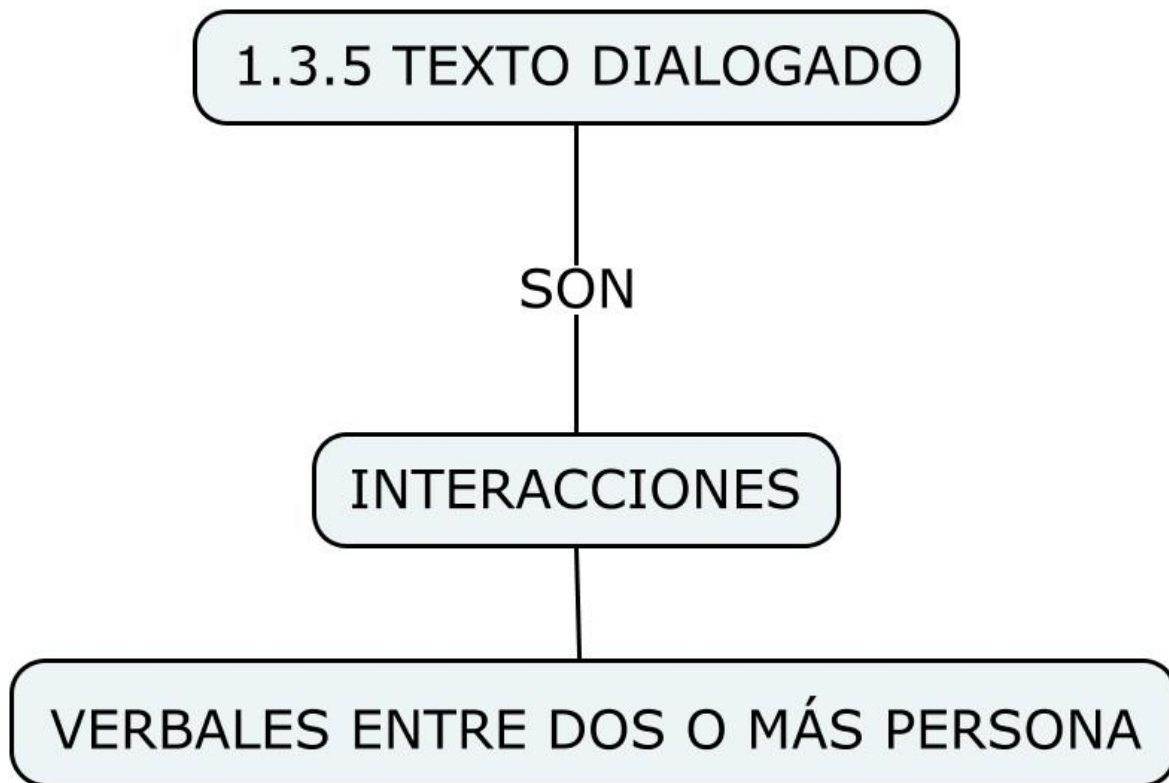 1.3.5 TEXTO DIALOGADO
SON
INTERACCIONES
VERBALES ENTRE DOS O MÁS PERSONA